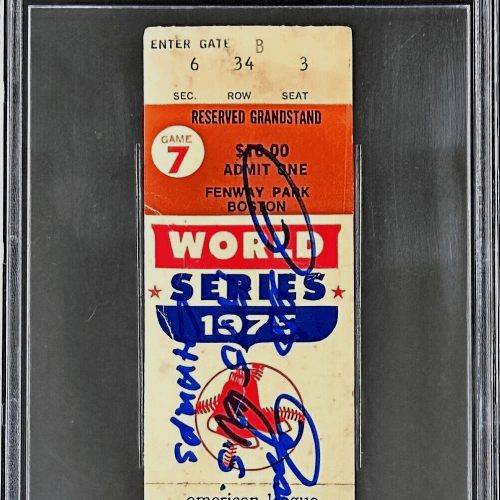 ENTER GATE B
6 34 3
SEC. ROW SEAT
RESERVED GRANDSTAND
GAME
7
$10.00
ADMIT ONE
FENWAY PARK
BOSTON
WORLD
SERIES
1975
american league
CHAMPS